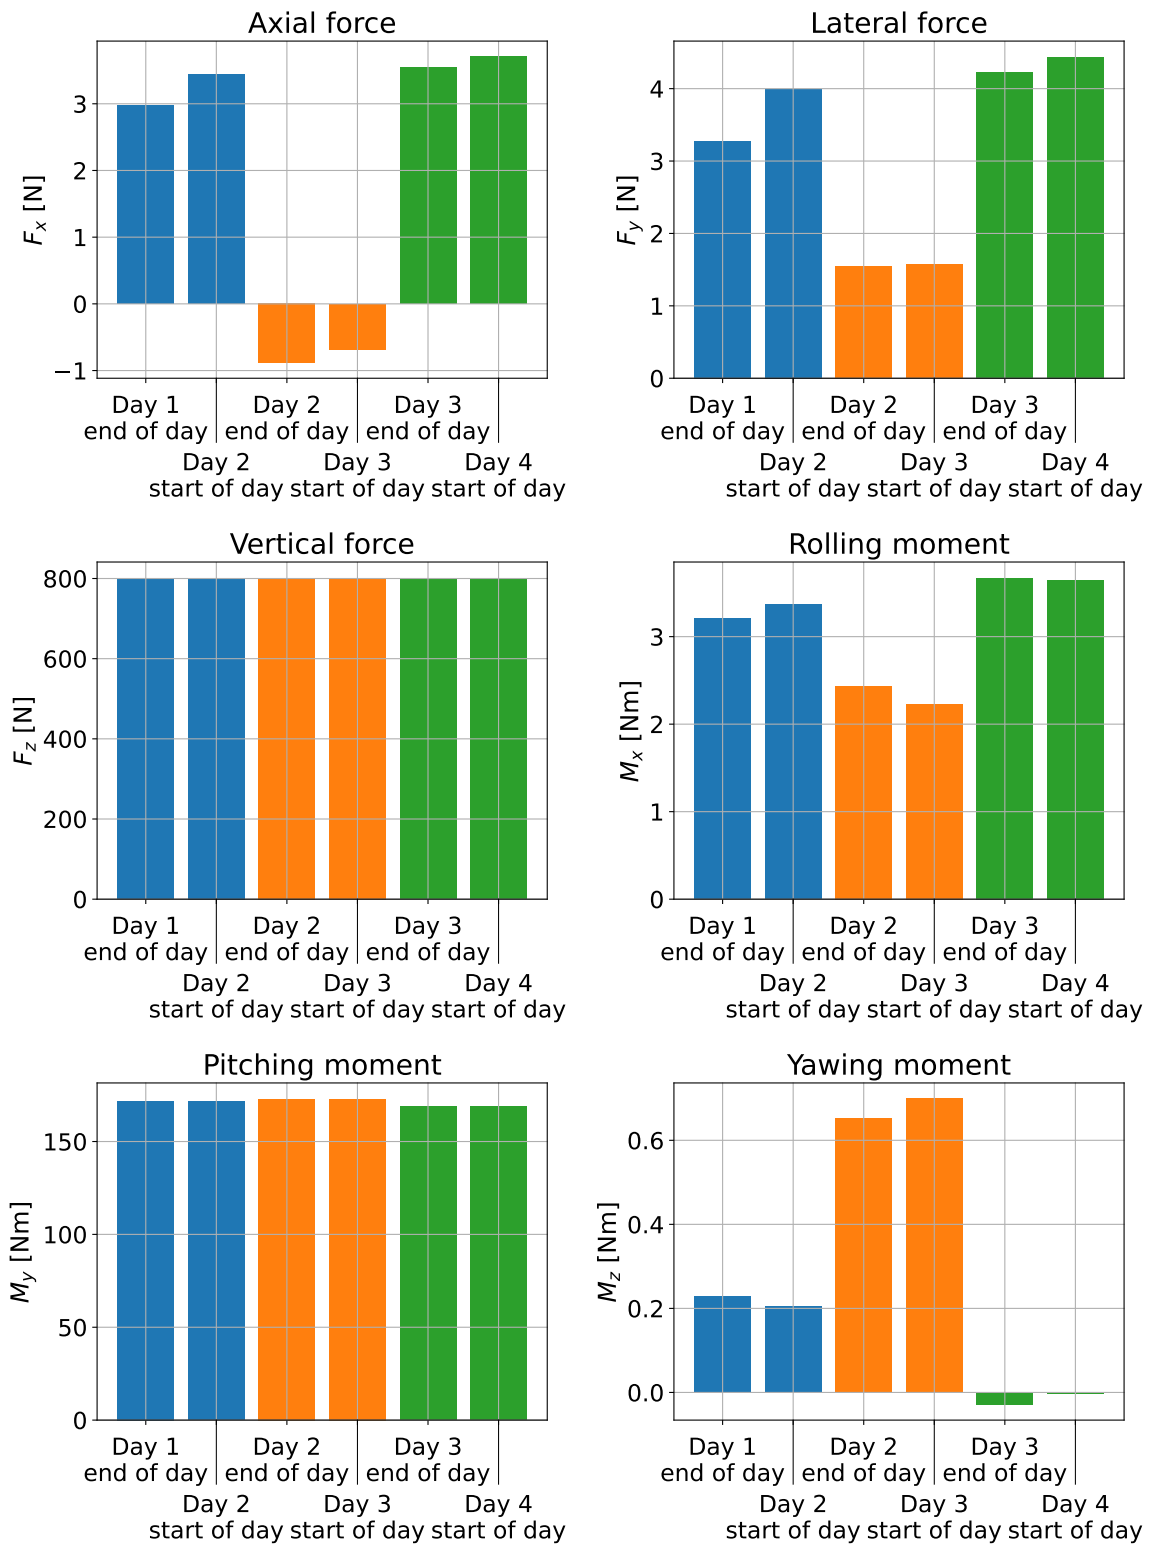 Axial force
F_x [N]
3
2
1
0
−1
Day 1
end of day
Day 2
end of day
Day 3
end of day
Day 2
start of day
Day 3
start of day
Day 4
start of day
Lateral force
F_y [N]
4
3
2
1
0
Day 1
end of day
Day 2
end of day
Day 3
end of day
Day 2
start of day
Day 3
start of day
Day 4
start of day
Vertical force
F_z [N]
800
600
400
200
0
Day 1
end of day
Day 2
end of day
Day 3
end of day
Day 2
start of day
Day 3
start of day
Day 4
start of day
Rolling moment
M_x [Nm]
3
2
1
0
Day 1
end of day
Day 2
end of day
Day 3
end of day
Day 2
start of day
Day 3
start of day
Day 4
start of day
Pitching moment
M_y [Nm]
150
100
50
0
Day 1
end of day
Day 2
end of day
Day 3
end of day
Day 2
start of day
Day 3
start of day
Day 4
start of day
Yawing moment
M_z [Nm]
0.6
0.4
0.2
0.0
Day 1
end of day
Day 2
end of day
Day 3
end of day
Day 2
start of day
Day 3
start of day
Day 4
start of day